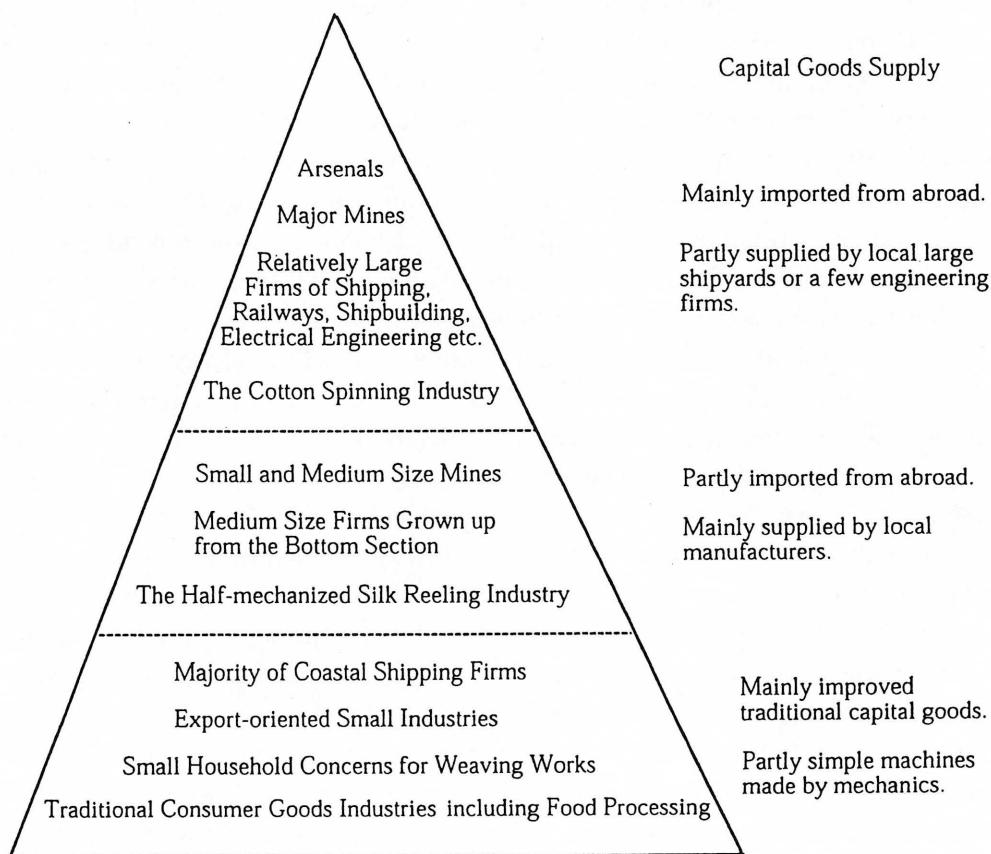 Capital Goods Supply
Arsenals
Major Mines
Relatively Large
Firms of Shipping,
Railways, Shipbuilding,
Electrical Engineering etc.
The Cotton Spinning Industry
Mainly imported from abroad.
Partly supplied by local large
shipyards or a few engineering
firms.
Small and Medium Size Mines
Medium Size Firms Grown up
from the Bottom Section
The Half-mechanized Silk Reeling Industry
Partly imported from abroad.
Mainly supplied by local
manufacturers.
Majority of Coastal Shipping Firms
Export-oriented Small Industries
Small Household Concerns for Weaving Works
Traditional Consumer Goods Industries including Food Processing
Mainly improved
traditional capital goods.
Partly simple machines
made by mechanics.